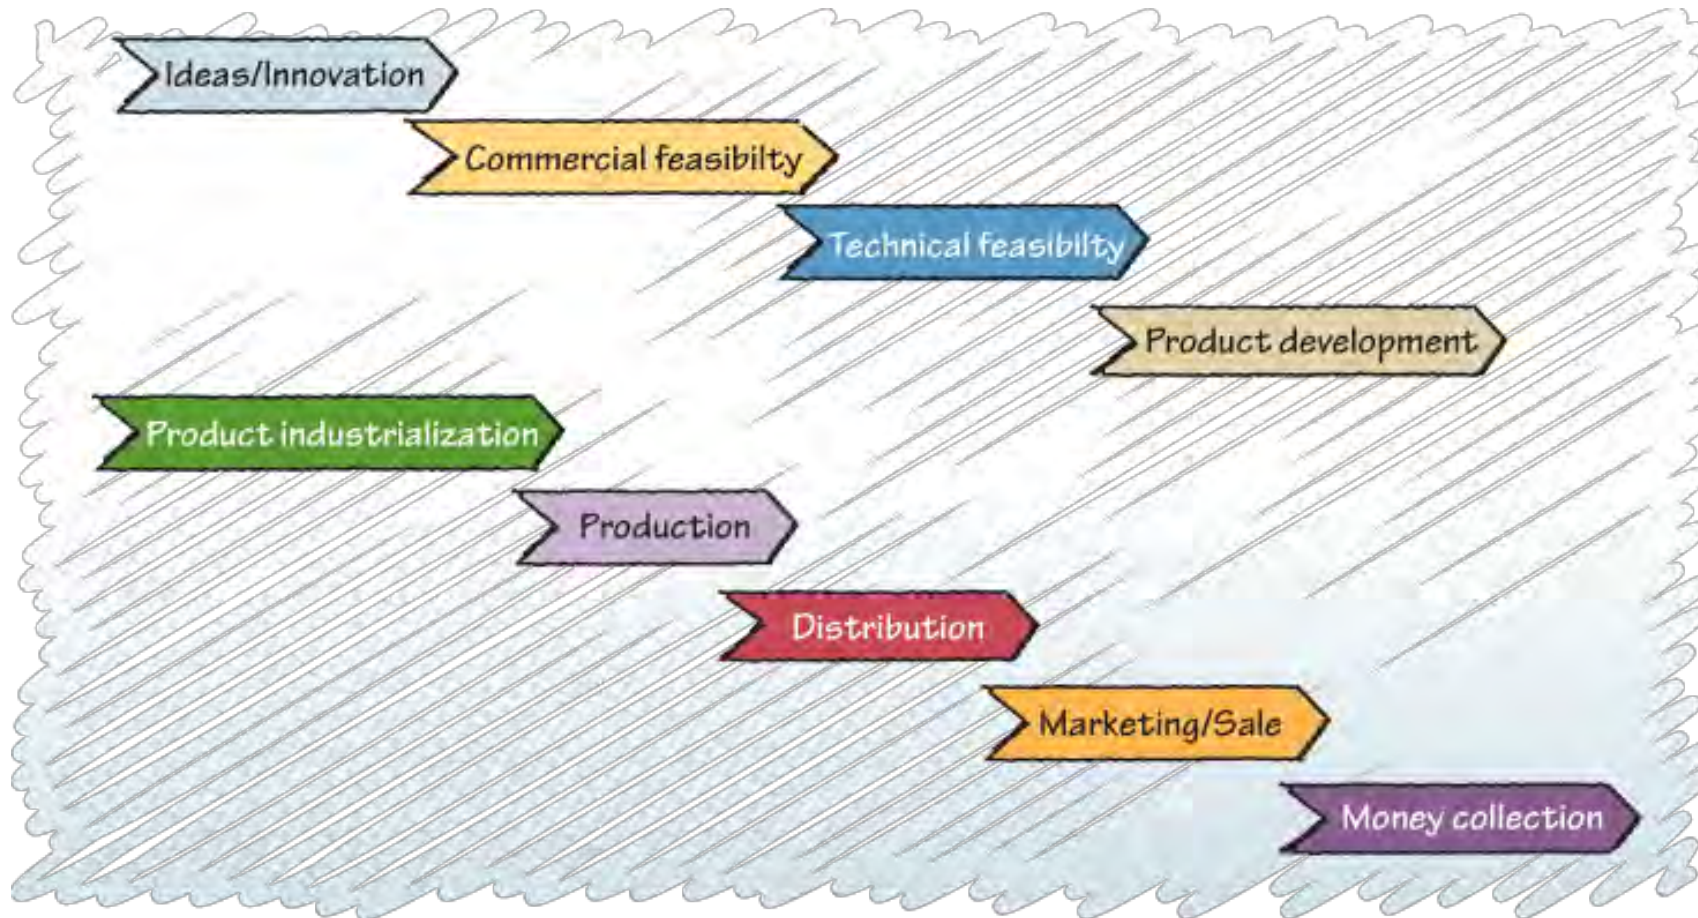 Ideas/Innovation
Commercial feasibilty
Technical feasibilty
Product development
Product industrialization
Production
Distribution
Marketing/Sale
Money collection